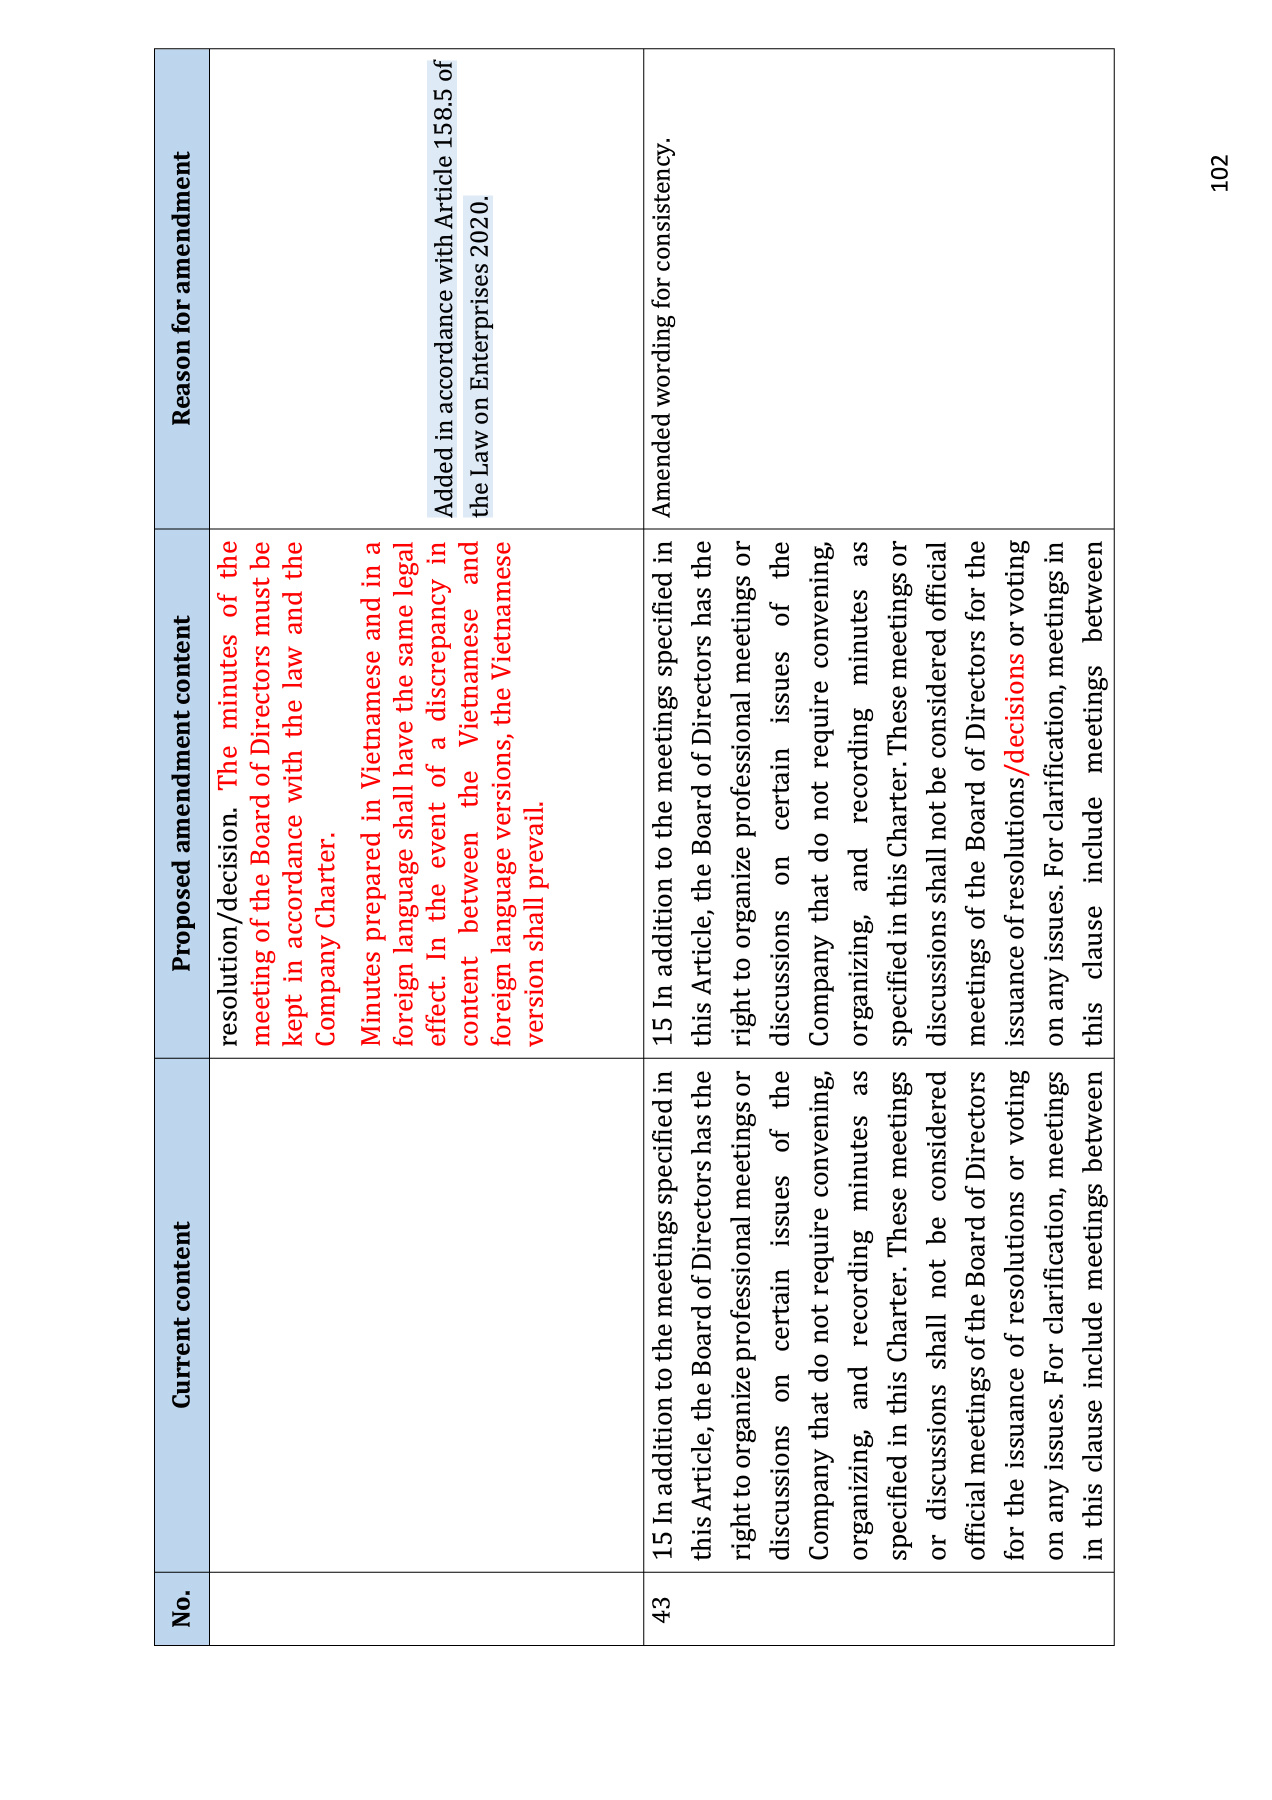 No.
Current content
Proposed amendment content
Reason for amendment
resolution/decision. The minutes of the
meeting of the Board of Directors must be
kept in accordance with the law and the
Company Charter.
Minutes prepared in Vietnamese and in a
foreign language shall have the same legal
effect. In the event of a discrepancy in
content between the Vietnamese and
foreign language versions, the Vietnamese
version shall prevail.
Added in accordance with Article 158.5 of
the Law on Enterprises 2020.
43
15 In addition to the meetings specified in
this Article, the Board of Directors has the
right to organize professional meetings or
discussions on certain issues of the
Company that do not require convening,
organizing, and recording minutes as
specified in this Charter. These meetings
or discussions shall not be considered
official meetings of the Board of Directors
for the issuance of resolutions or voting
on any issues. For clarification, meetings
in this clause include meetings between
15 In addition to the meetings specified in
this Article, the Board of Directors has the
right to organize professional meetings or
discussions on certain issues of the
Company that do not require convening,
organizing, and recording minutes as
specified in this Charter. These meetings or
discussions shall not be considered official
meetings of the Board of Directors for the
issuance of resolutions/decisions or voting
on any issues. For clarification, meetings in
this clause include meetings between
Amended wording for consistency.
102